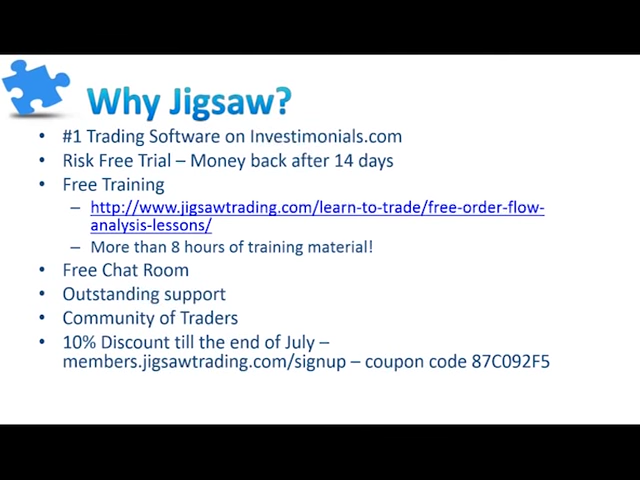 Why Jigsaw?
• #1 Trading Software on Investimonials.com
• Risk Free Trial – Money back after 14 days
• Free Training
– http://www.jigsawtrading.com/learn-to-trade/free-order-flow-
analysis-lessons/
– More than 8 hours of training material!
• Free Chat Room
• Outstanding support
• Community of Traders
• 10% Discount till the end of July –
members.jigsawtrading.com/signup – coupon code 87C092F5